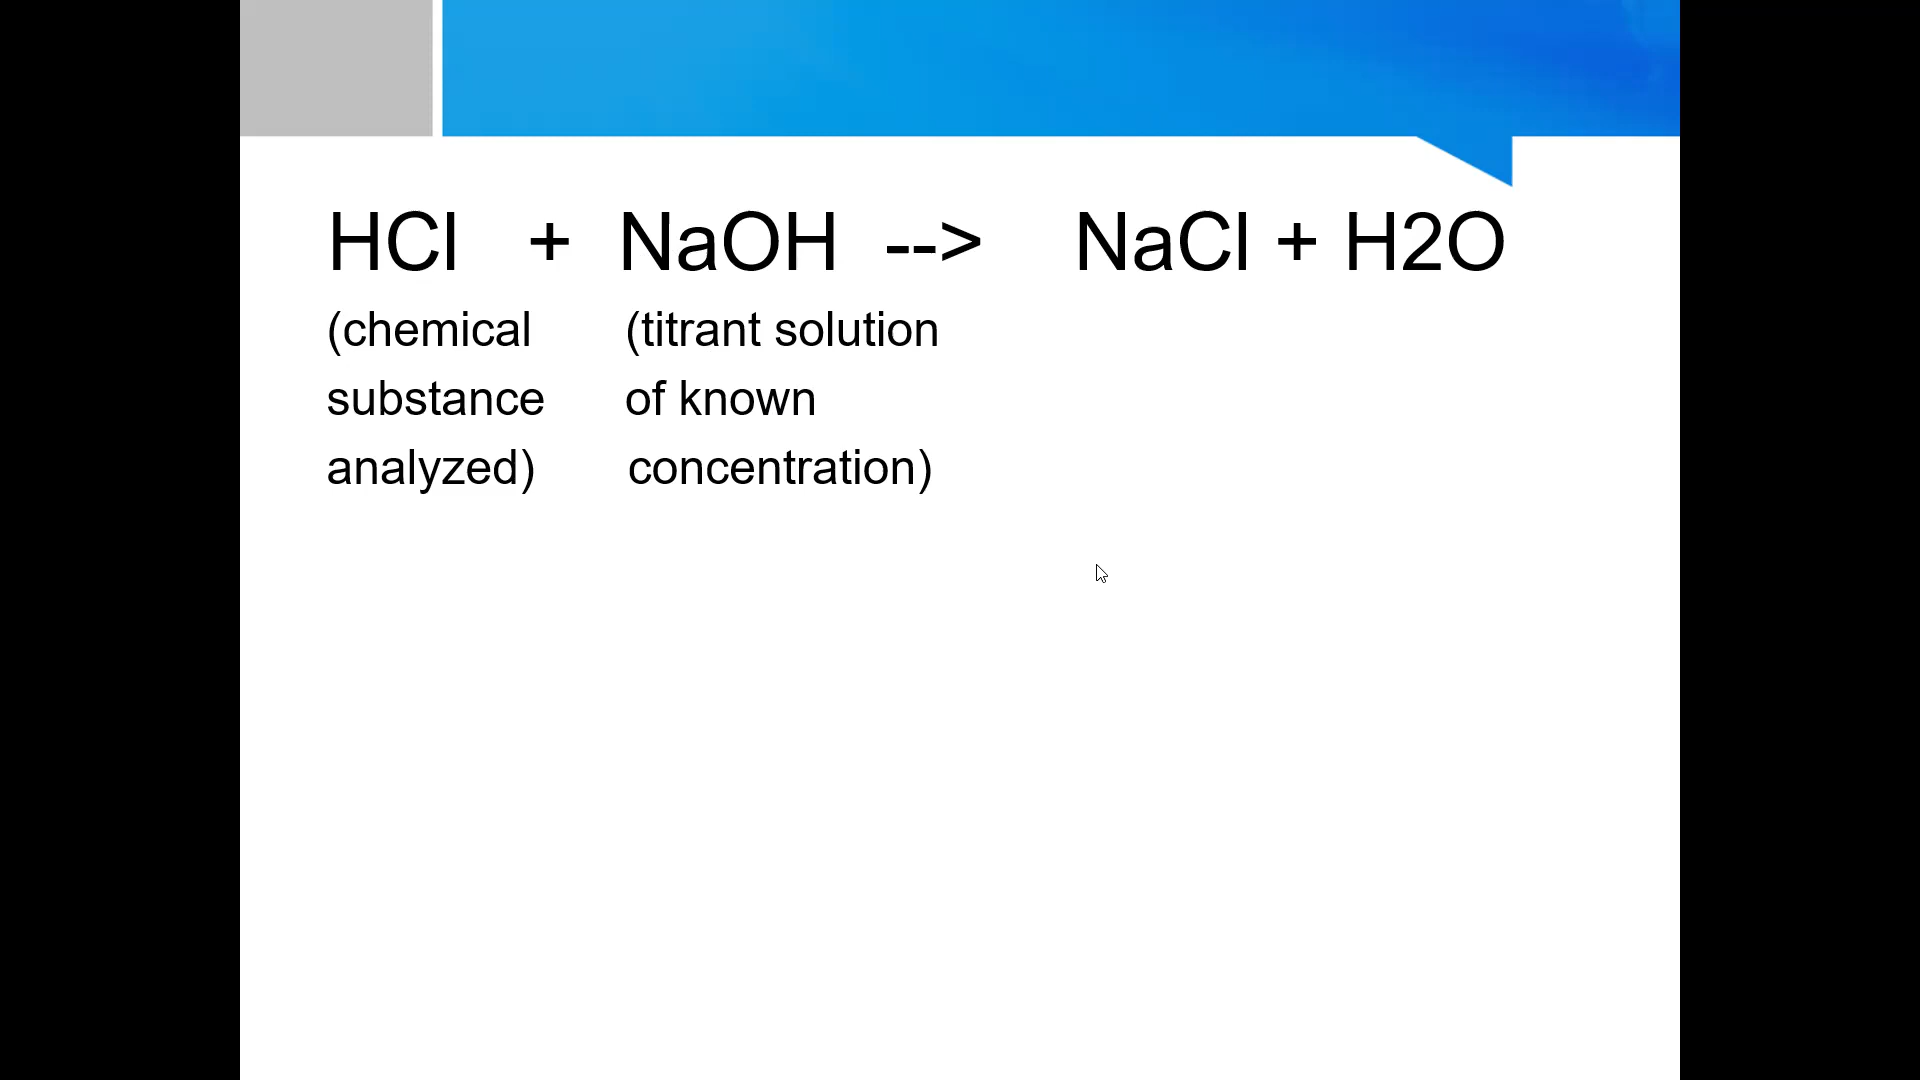 HCl + NaOH --> NaCl + H2O
(chemical (titrant solution
substance of known
analyzed) concentration)